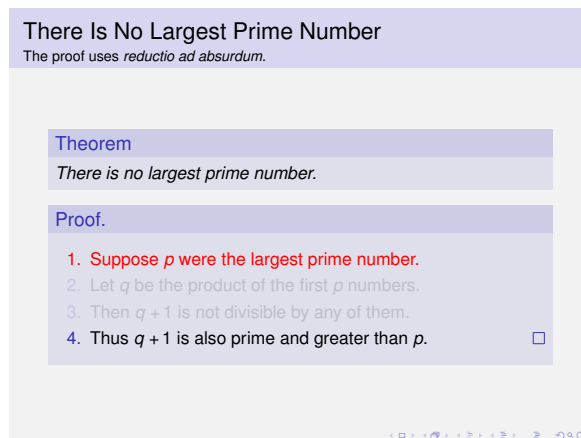 There Is No Largest Prime Number
The proof uses reductio ad absurdum.
Theorem
There is no largest prime number.
Proof.
1. Suppose p were the largest prime number.
2. Let q be the product of the first p numbers.
3. Then q + 1 is not divisible by any of them.
4. Thus q + 1 is also prime and greater than p.